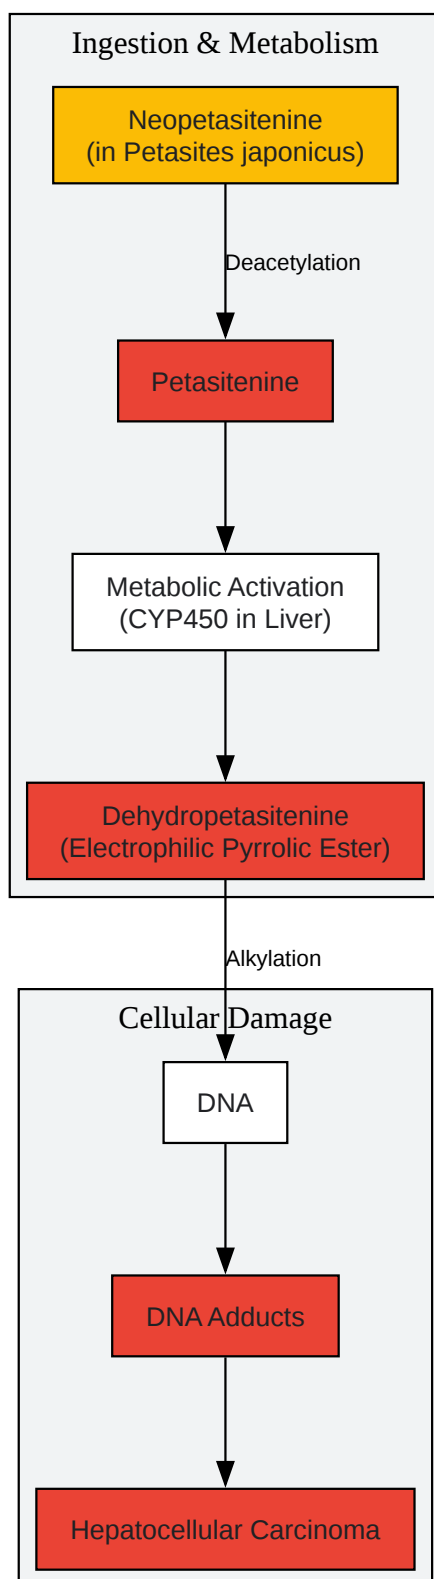 Ingestion & Metabolism
Neopetasitenine
(in Petasites japonicus)
Deacetylation
Petasitenine
Metabolic Activation
(CYP450 in Liver)
Dehydropetasitenine
(Electrophilic Pyrrolic Ester)
Alkylation
Cellular Damage
DNA
DNA Adducts
Hepatocellular Carcinoma